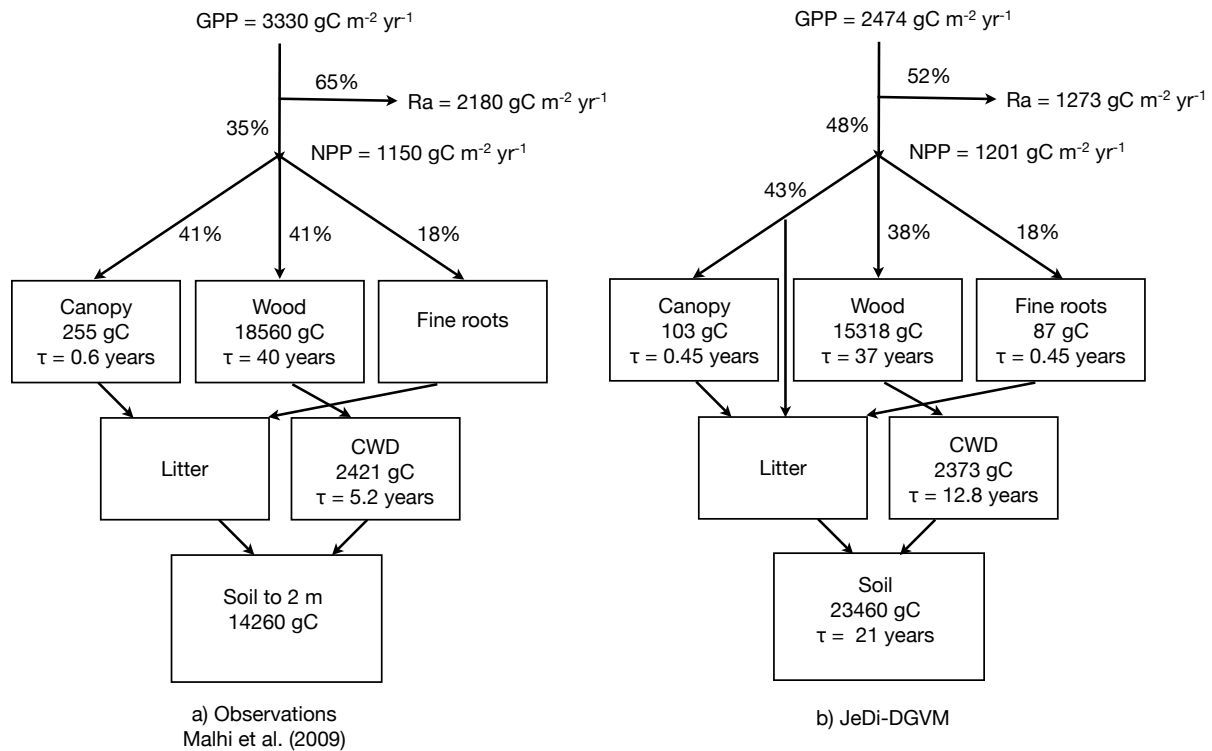 GPP = 3330 gC m⁻² yr⁻¹
65%
Ra = 2180 gC m⁻² yr⁻¹
35%
NPP = 1150 gC m⁻² yr⁻¹
41%
41%
18%
Canopy
255 gC
τ = 0.6 years
Wood
18560 gC
τ = 40 years
Fine roots
Litter
CWD
2421 gC
τ = 5.2 years
Soil to 2 m
14260 gC
a) Observations
Malhi et al. (2009)
GPP = 2474 gC m⁻² yr⁻¹
52%
Ra = 1273 gC m⁻² yr⁻¹
48%
NPP = 1201 gC m⁻² yr⁻¹
43%
38%
18%
Canopy
103 gC
τ = 0.45 years
Wood
15318 gC
τ = 37 years
Fine roots
87 gC
τ = 0.45 years
Litter
CWD
2373 gC
τ = 12.8 years
Soil
23460 gC
τ = 21 years
b) JeDi-DGVM